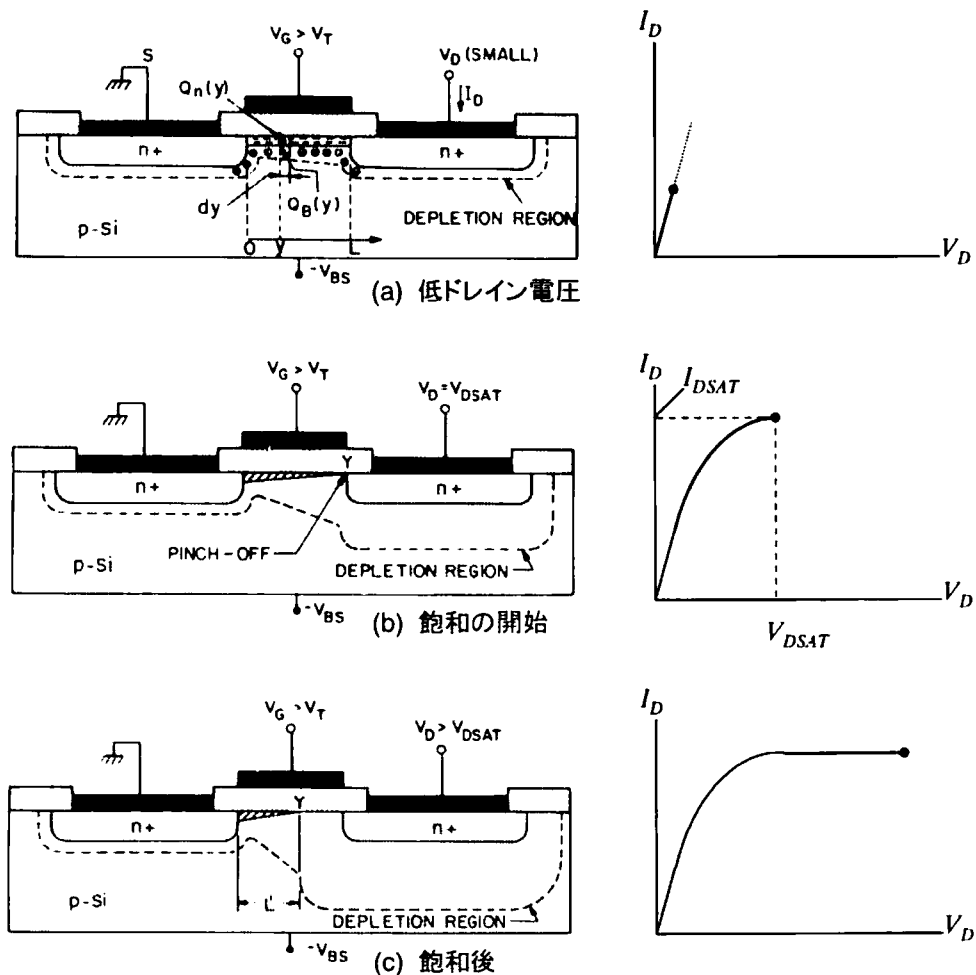 V_G > V_T
S
V_D (SMALL)
Q_n(y)
↓I_D
n+
n+
dy
Q_B(y)
DEPLETION REGION
p-Si
O
y
L
-V_BS
(a) 低ドレイン電圧
I_D
V_D
V_G > V_T
V_D = V_DSAT
Y
n+
n+
PINCH-OFF
DEPLETION REGION
p-Si
-V_BS
(b) 飽和の開始
I_D
I_DSAT
V_D
V_DSAT
V_G > V_T
V_D > V_DSAT
Y
n+
n+
p-Si
L'
DEPLETION REGION
-V_BS
(c) 飽和後
I_D
V_D